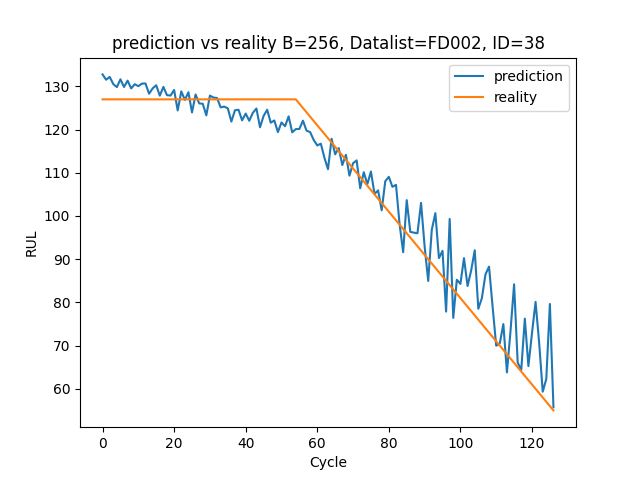 prediction vs reality B=256, Datalist=FD002, ID=38
prediction
reality
RUL
130
120
110
100
90
80
70
60
0 20 40 60 80 100 120
Cycle